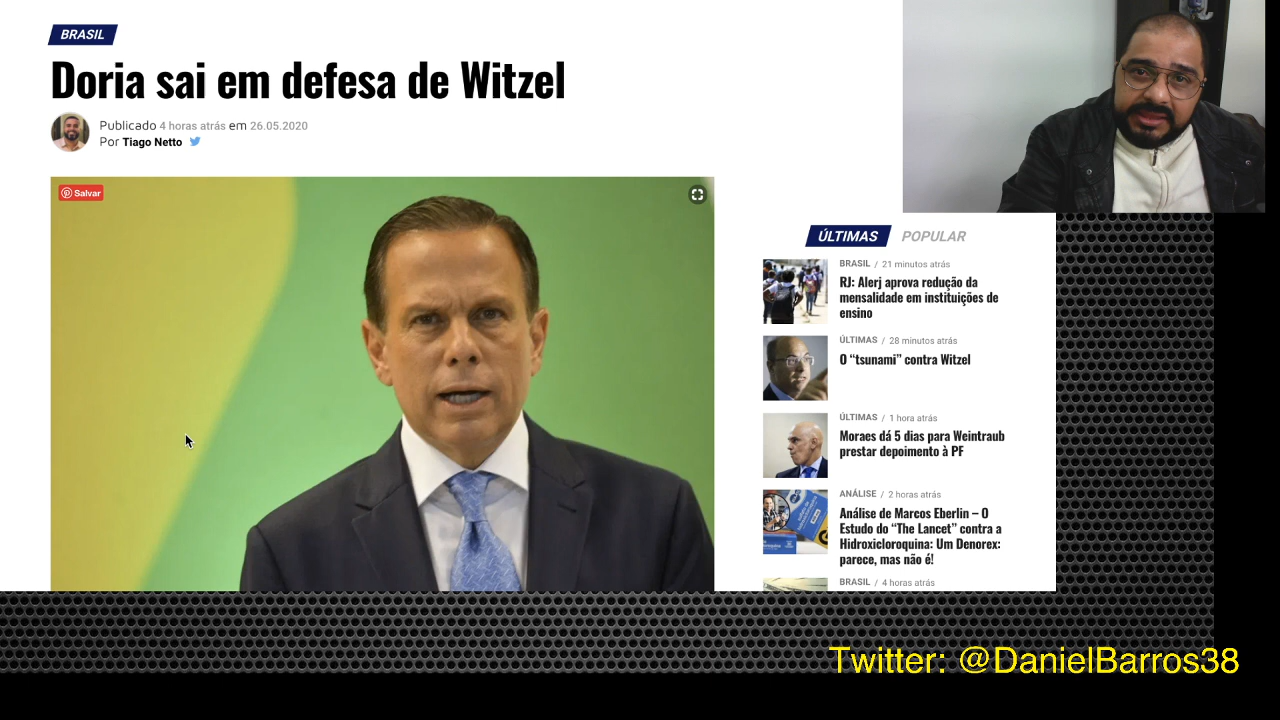 BRASIL
Doria sai em defesa de Witzel
Publicado 4 horas atrás em 26.05.2020
Por Tiago Netto
Salvar
ÚLTIMAS POPULAR
BRASIL / 21 minutos atrás
RJ: Alerj aprova redução da
mensalidade em instituições de
ensino
ÚLTIMAS / 28 minutos atrás
O “tsunami” contra Witzel
ÚLTIMAS / 1 hora atrás
Moraes dá 5 dias para Weintraub
prestar depoimento à PF
ANÁLISE / 2 horas atrás
Análise de Marcos Eberlin – O
Estudo do “The Lancet” contra a
Hidroxicloroquina: Um Denorex:
parece, mas não é!
BRASIL / 4 horas atrás
Twitter: @DanielBarros38